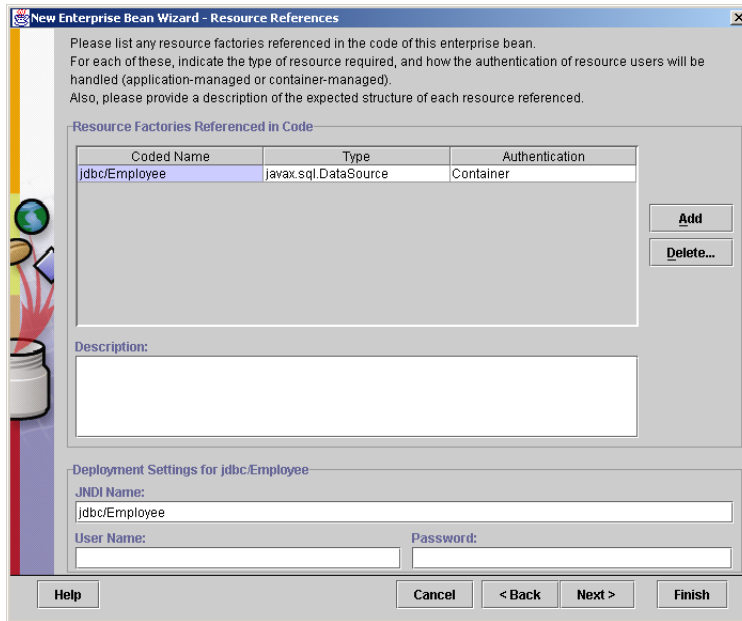 New Enterprise Bean Wizard - Resource References
Please list any resource factories referenced in the code of this enterprise bean.
For each of these, indicate the type of resource required, and how the authentication of resource users will be
handled (application-managed or container-managed).
Also, please provide a description of the expected structure of each resource referenced.
Resource Factories Referenced in Code
Coded Name Type Authentication
jdbc/Employee javax.sql.DataSource Container
Add
Delete...
Description:
Deployment Settings for jdbc/Employee
JNDI Name:
jdbc/Employee
User Name: Password:
Help Cancel < Back Next > Finish